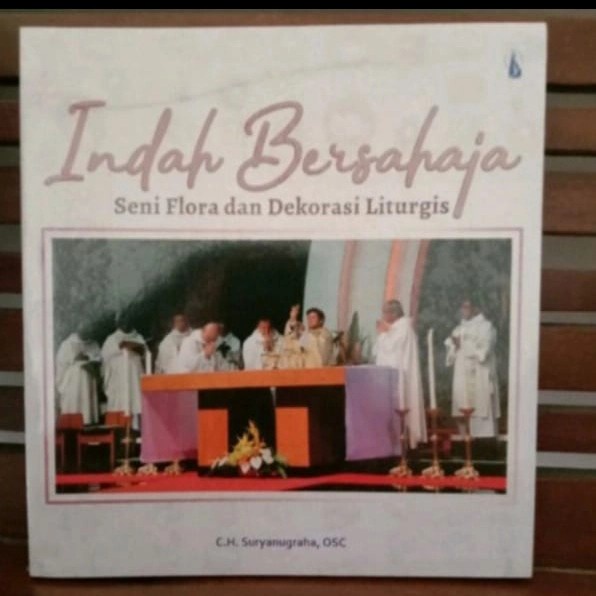 Indah Bersahaja
Seni Flora dan Dekorasi Liturgis
C.H. Suryanugraha, OSC